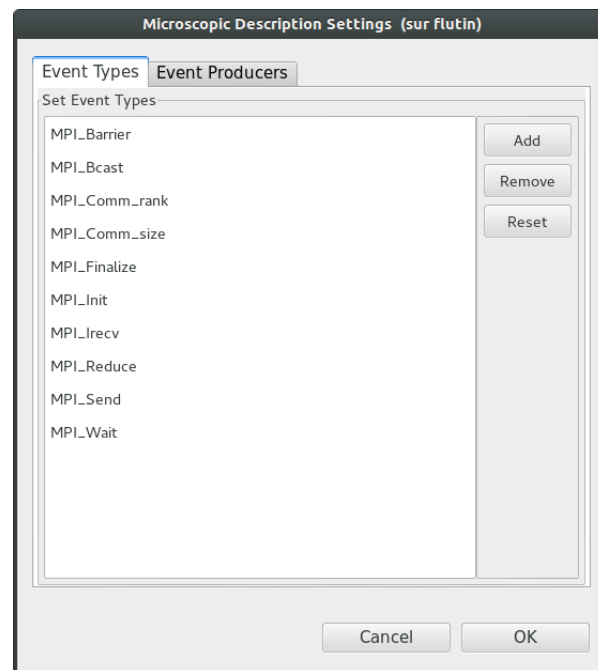 Microscopic Description Settings (sur flutin)
Event Types Event Producers
Set Event Types
MPI_Barrier
MPI_Bcast
MPI_Comm_rank
MPI_Comm_size
MPI_Finalize
MPI_Init
MPI_Irecv
MPI_Reduce
MPI_Send
MPI_Wait
Add
Remove
Reset
Cancel OK